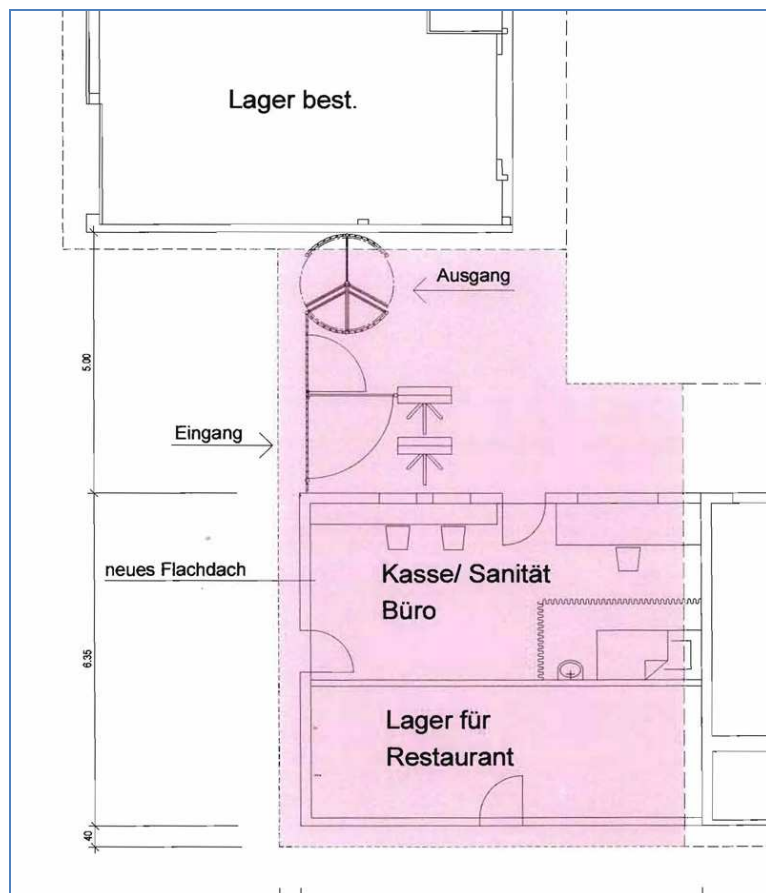 Lager best.
Ausgang
5.00
Eingang
neues Flachdach
Kasse/ Sanität
Büro
6.35
Lager für
Restaurant
40